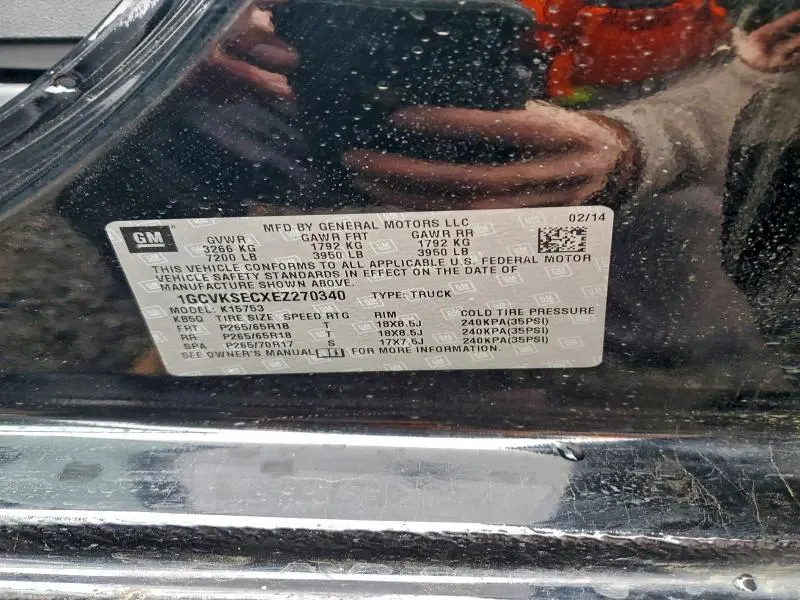 GM
MFD BY GENERAL MOTORS LLC 02/14
GVWR GAWR FRT GAWR RR
3266 KG 1792 KG 1792 KG
7200 LB 3950 LB 3950 LB
THIS VEHICLE CONFORMS TO ALL APPLICABLE U.S. FEDERAL MOTOR
VEHICLE SAFETY STANDARDS IN EFFECT ON THE DATE OF
MANUFACTURE SHOWN ABOVE.
1GCVKSECXEZ270340 TYPE: TRUCK
MODEL: K15753
KB5Q TIRE SIZE SPEED RTG RIM COLD TIRE PRESSURE
FRT P265/65R18 T 18X8.5J 240KPA(35PSI)
RR P265/65R18 T 18X8.5J 240KPA(35PSI)
SPA P265/70R17 S 17X7.5J 240KPA(35PSI)
SEE OWNER'S MANUAL FOR MORE INFORMATION.